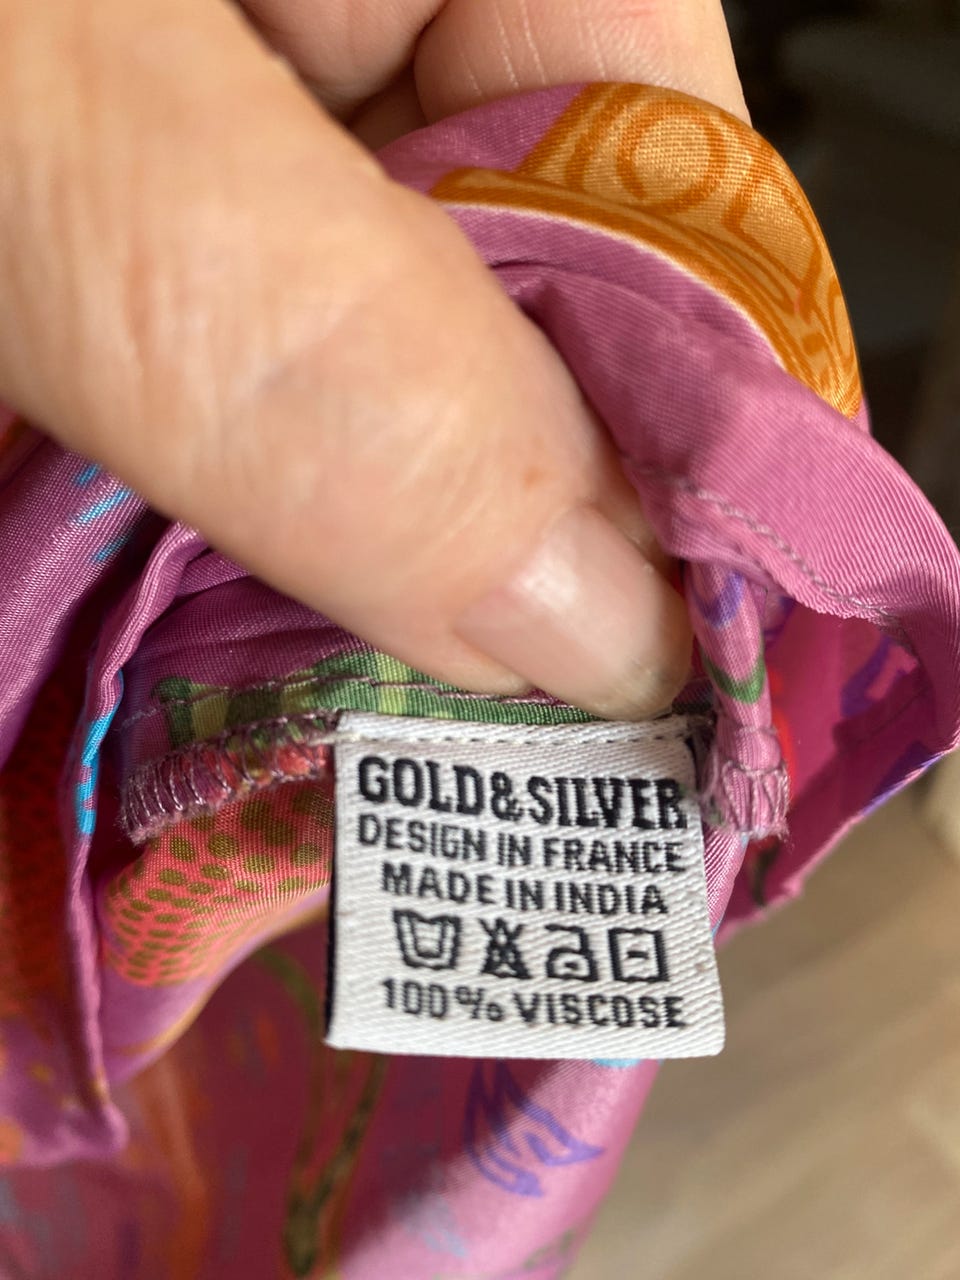 GOLD&SILVER
DESIGN IN FRANCE
MADE IN INDIA
100% VISCOSE